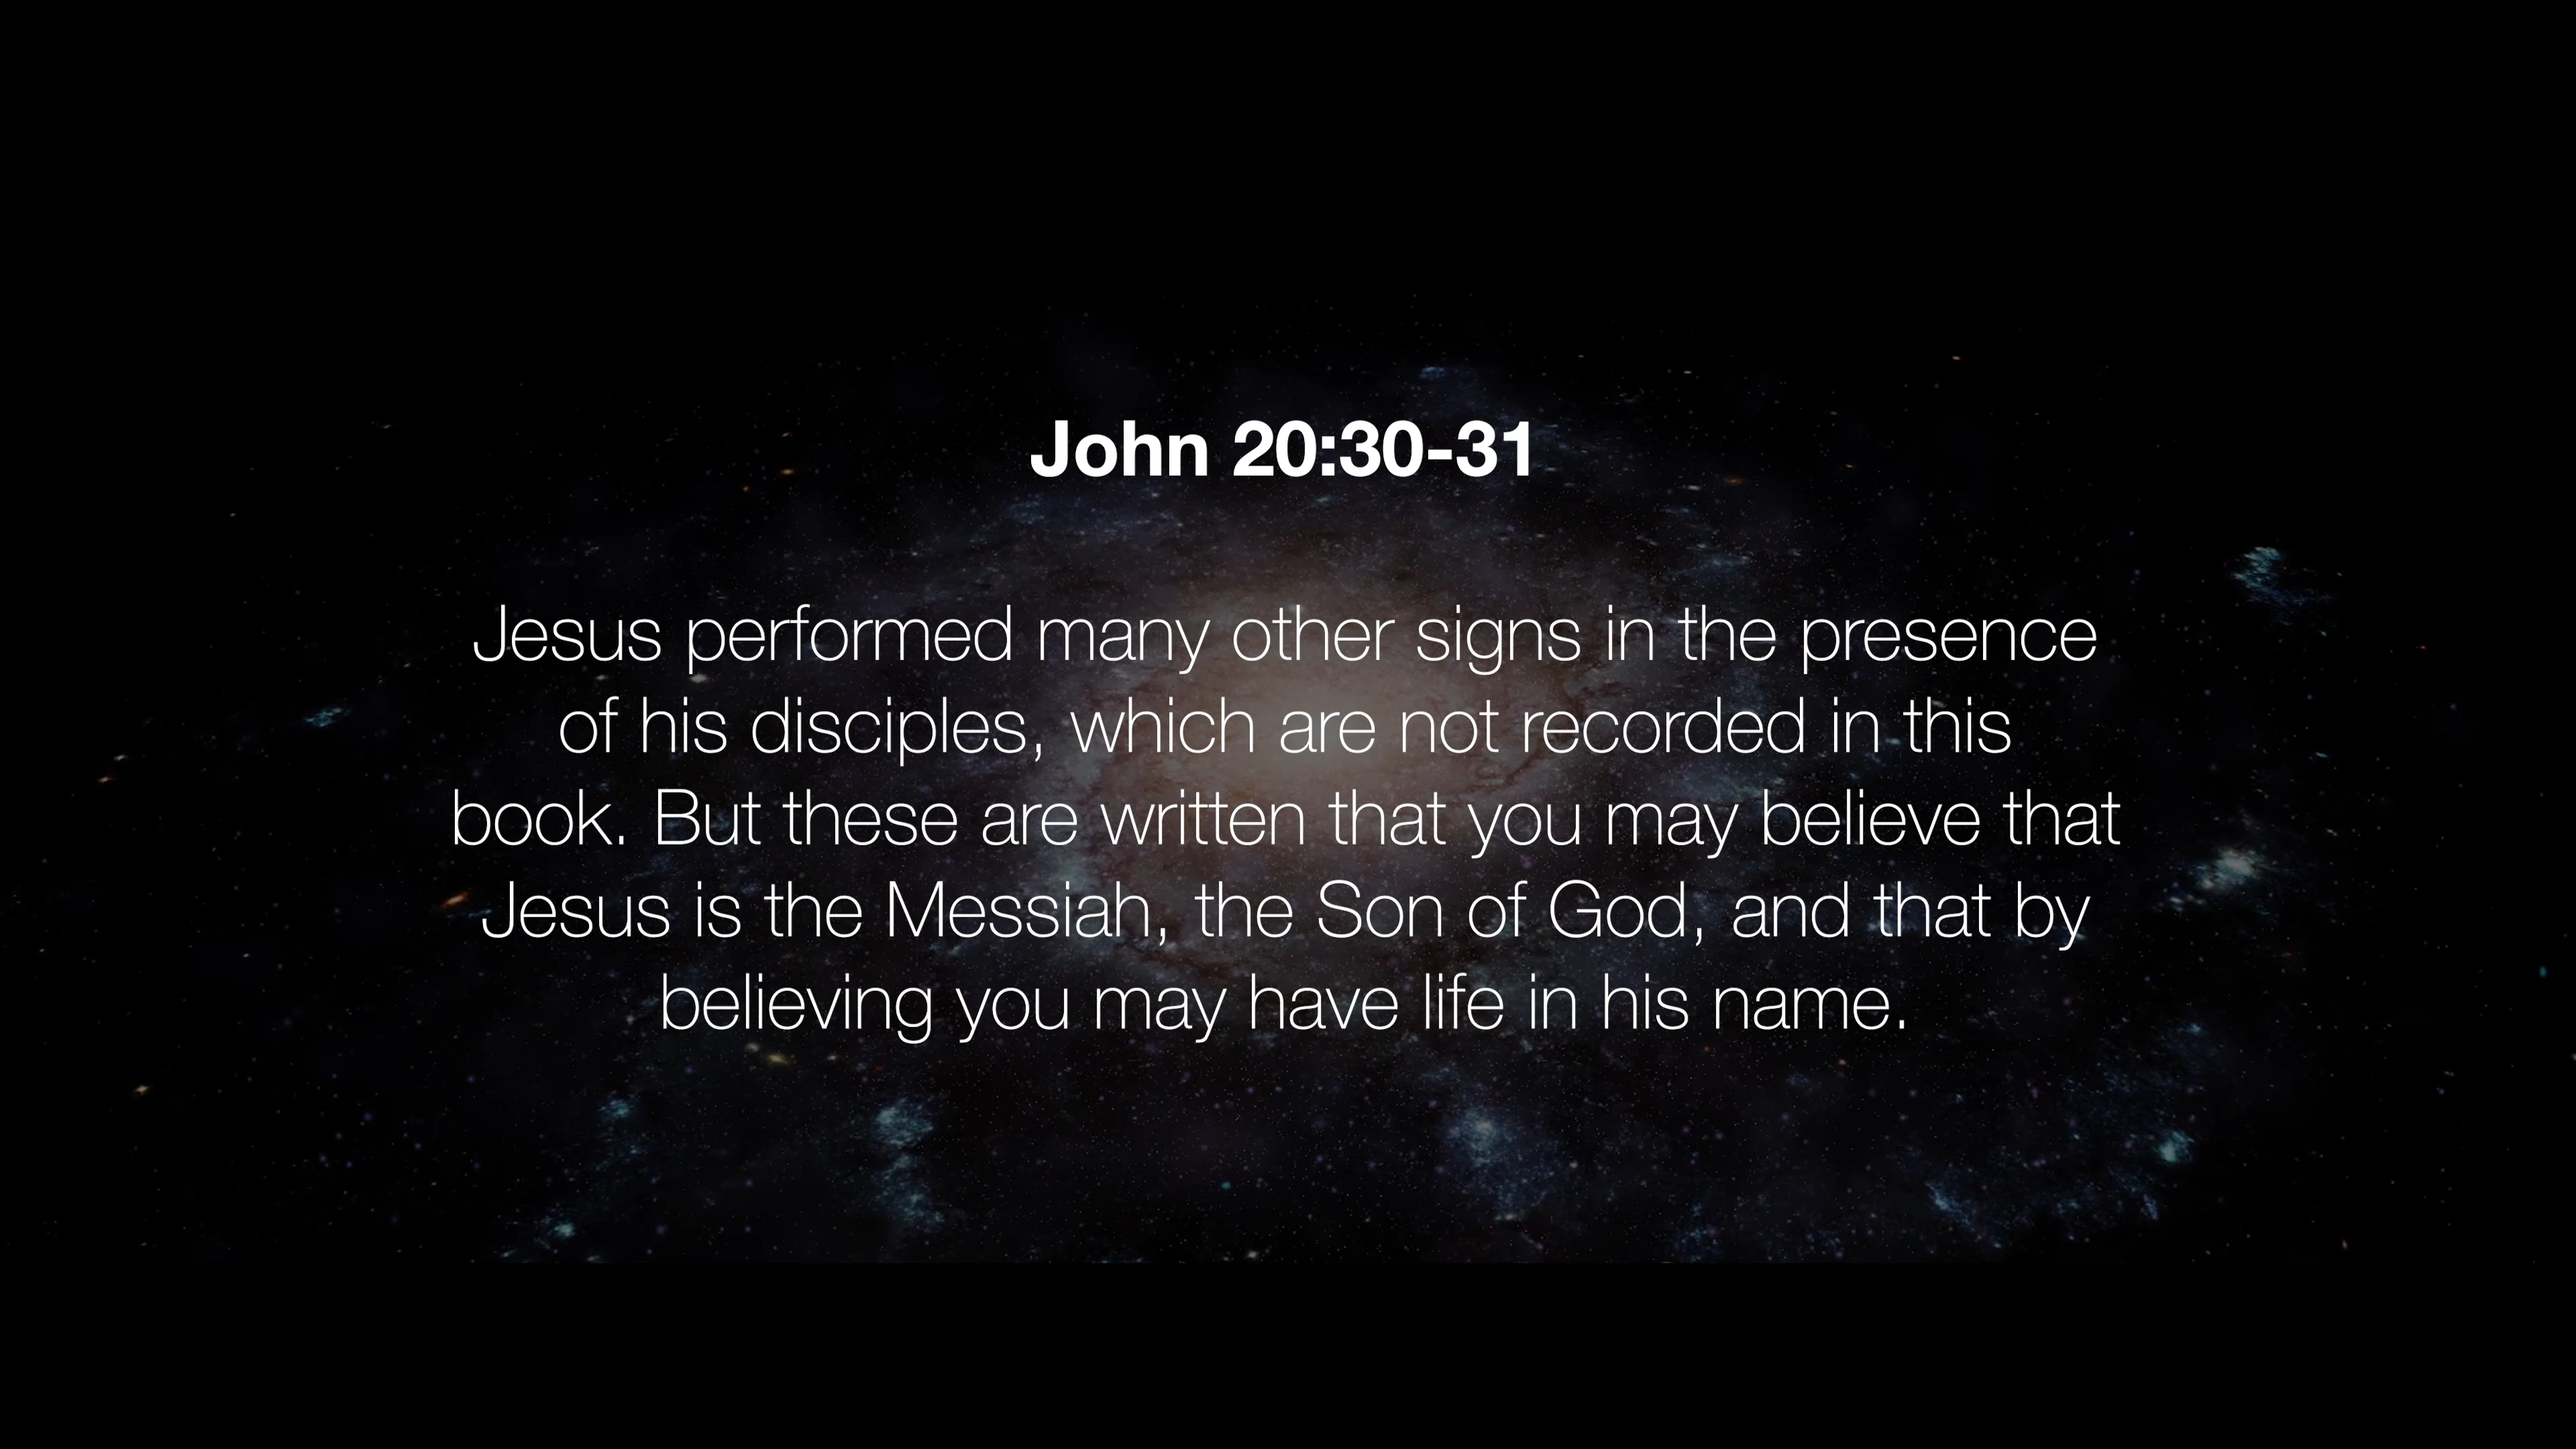 John 20:30-31
Jesus performed many other signs in the presence
of his disciples, which are not recorded in this
book. But these are written that you may believe that
Jesus is the Messiah, the Son of God, and that by
believing you may have life in his name.